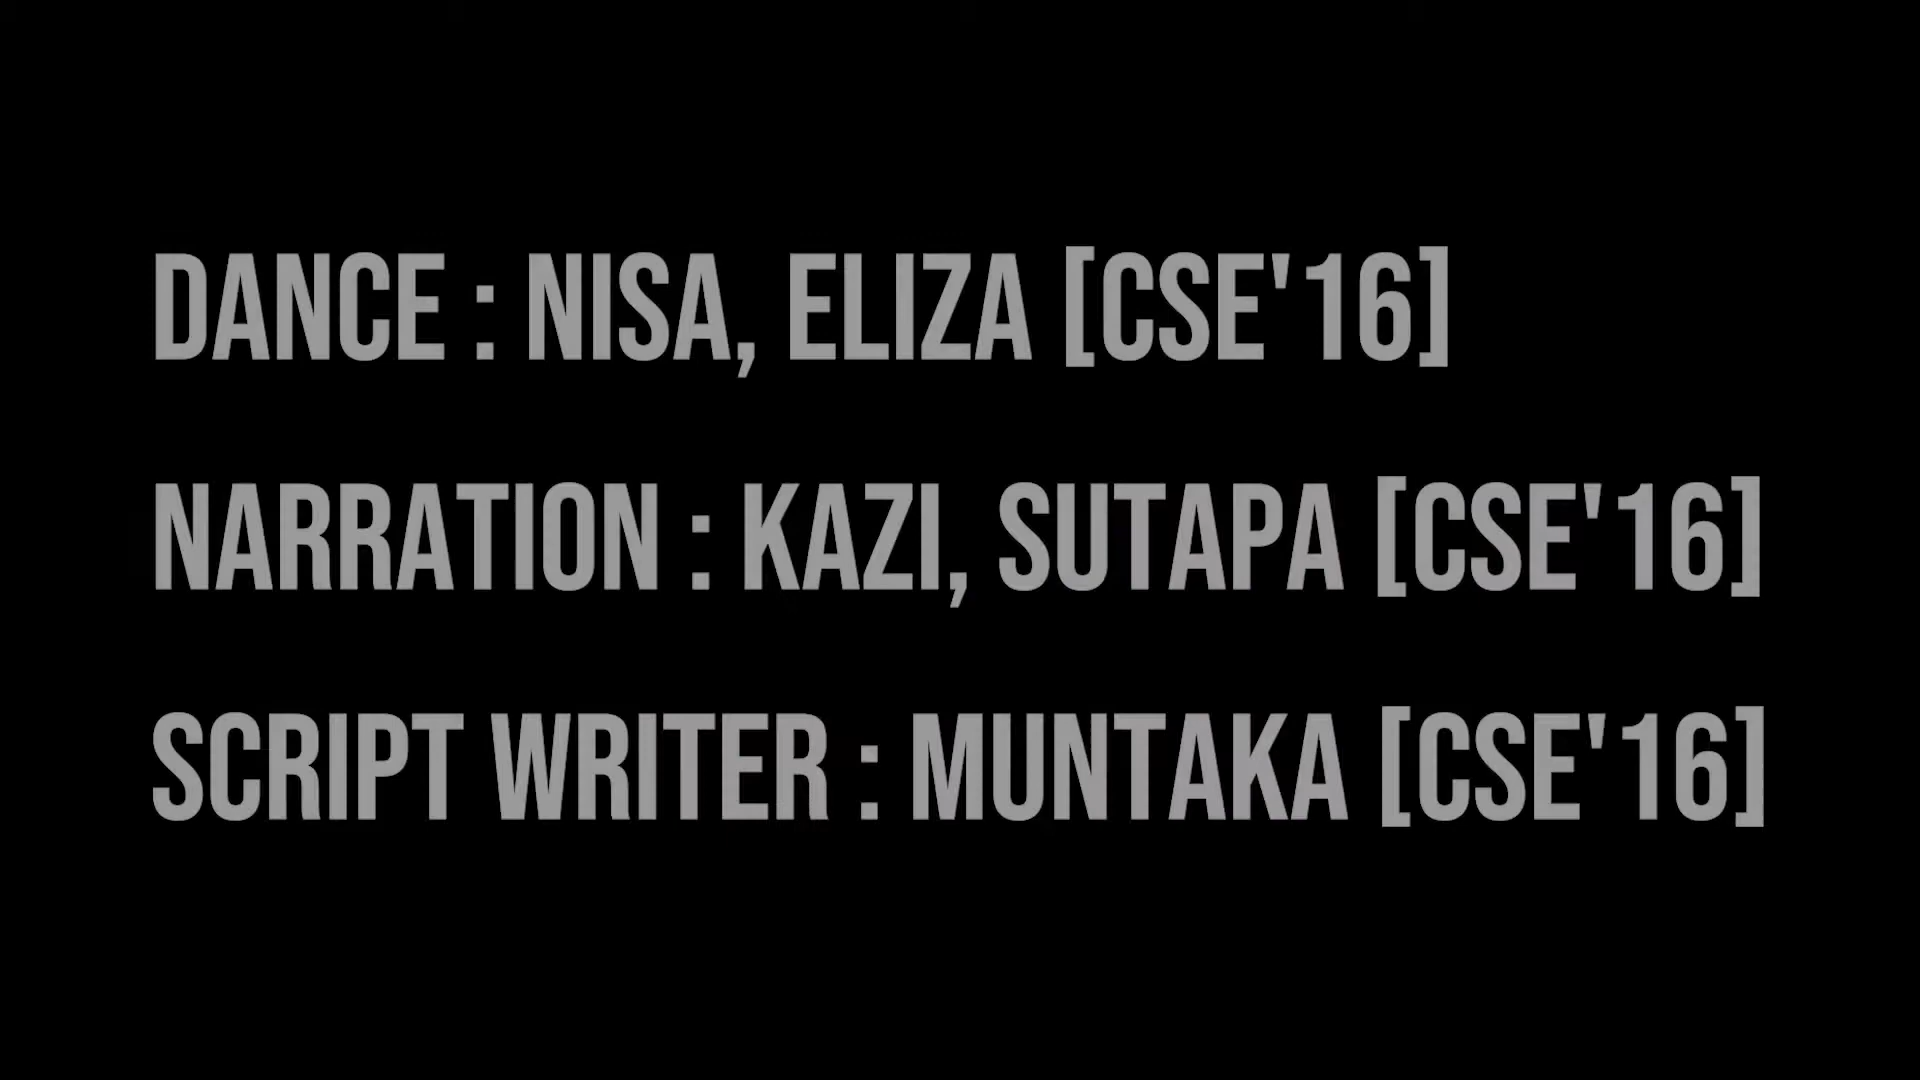 DANCE : NISA, ELIZA [CSE'16]
NARRATION : KAZI, SUTAPA [CSE'16]
SCRIPT WRITER : MUNTAKA [CSE'16]